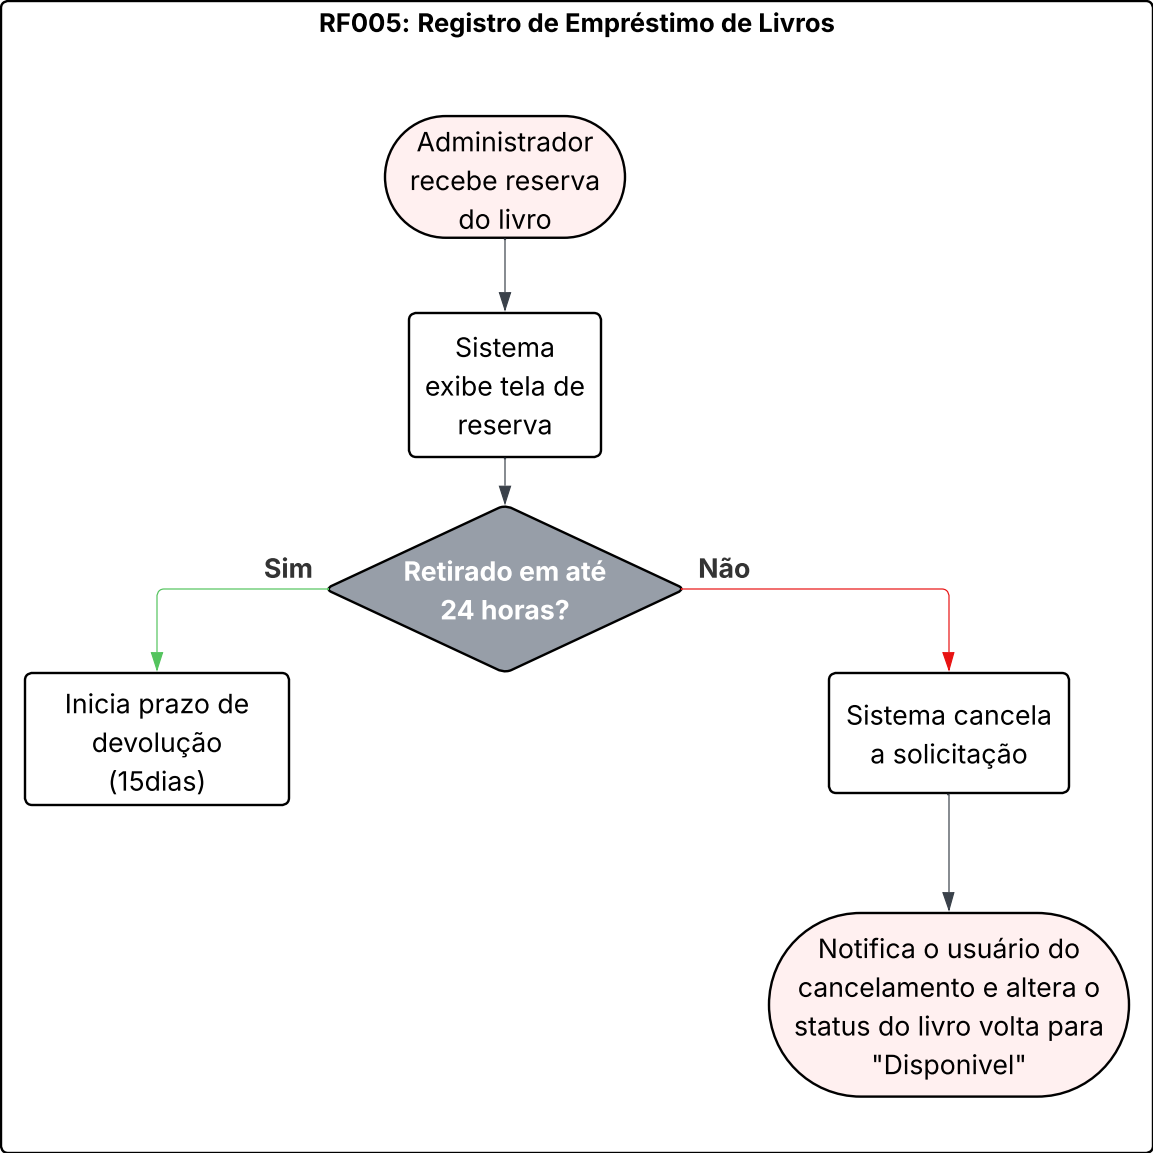 RF005: Registro de Empréstimo de Livros
Administrador
recebe reserva
do livro
Sistema
exibe tela de
reserva
Retirado em até
24 horas?
Sim
Não
Inicia prazo de
devolução
(15dias)
Sistema cancela
a solicitação
Notifica o usuário do
cancelamento e altera o
status do livro volta para
"Disponivel"